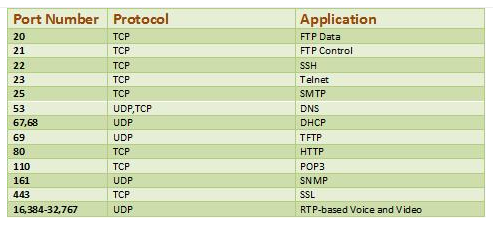 Port Number Protocol Application
20 TCP FTP Data
21 TCP FTP Control
22 TCP SSH
23 TCP Telnet
25 TCP SMTP
53 UDP,TCP DNS
67,68 UDP DHCP
69 UDP TFTP
80 TCP HTTP
110 TCP POP3
161 UDP SNMP
443 TCP SSL
16,384-32,767 UDP RTP-based Voice and Video